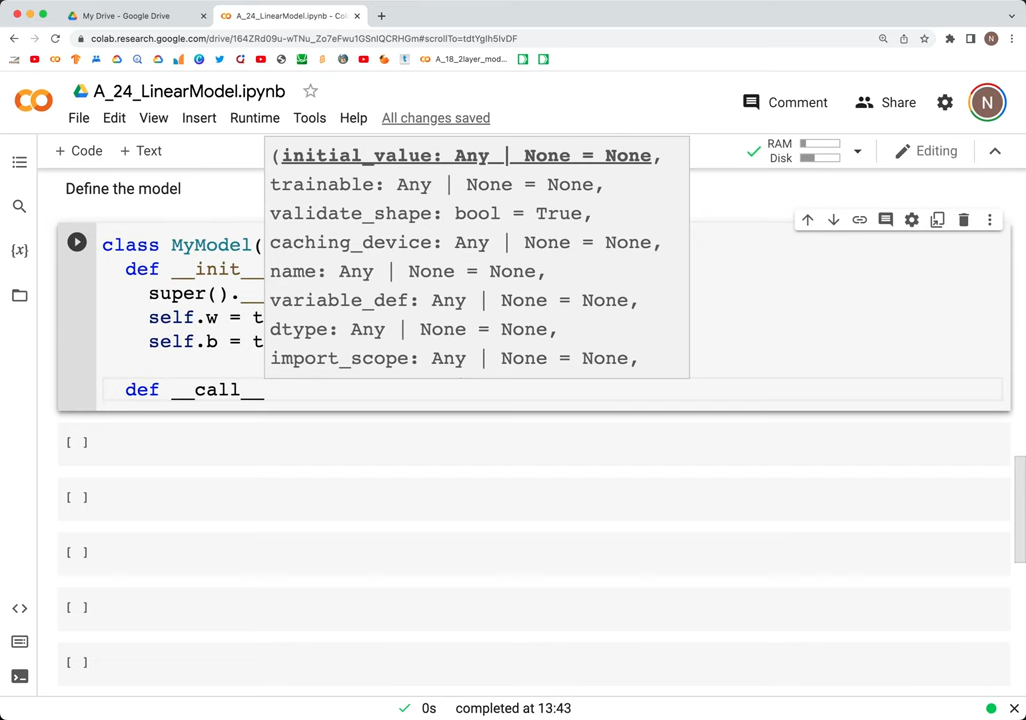 My Drive - Google Drive
A_24_LinearModel.ipynb - Col
colab.research.google.com/drive/164ZRd09u-wTNu_Zo7eFwu1GSnlQCRHGm#scrollTo=tdtYglh5lvDF
N
A_18_2layer_mod...
A_24_LinearModel.ipynb
Comment
Share
N
File Edit View Insert Runtime Tools Help All changes saved
+ Code + Text
RAM
Disk
Editing
(initial_value: Any | None = None,
trainable: Any | None = None,
validate_shape: bool = True,
caching_device: Any | None = None,
name: Any | None = None,
variable_def: Any | None = None,
dtype: Any | None = None,
import_scope: Any | None = None,
Define the model
class MyModel(
def __init__
super().__
self.w = t
self.b = t
def __call__
[ ]
[ ]
[ ]
[ ]
[ ]
{x}
0s completed at 13:43